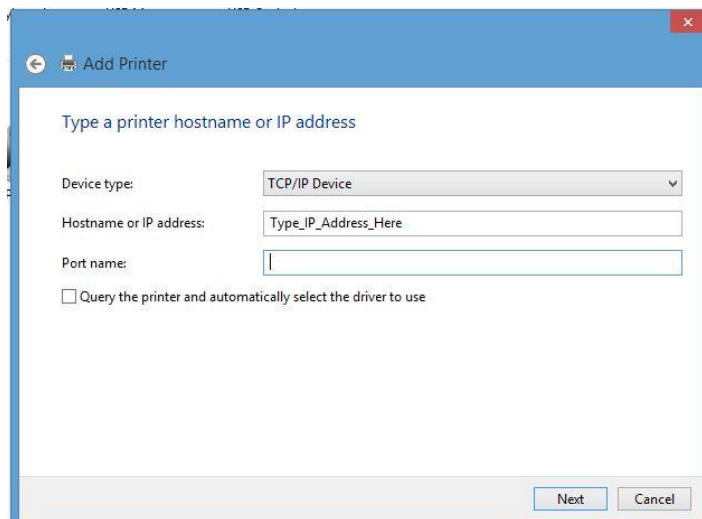 Add Printer
Type a printer hostname or IP address
Device type: TCP/IP Device
Hostname or IP address: Type_IP_Address_Here
Port name:
Query the printer and automatically select the driver to use
Next Cancel